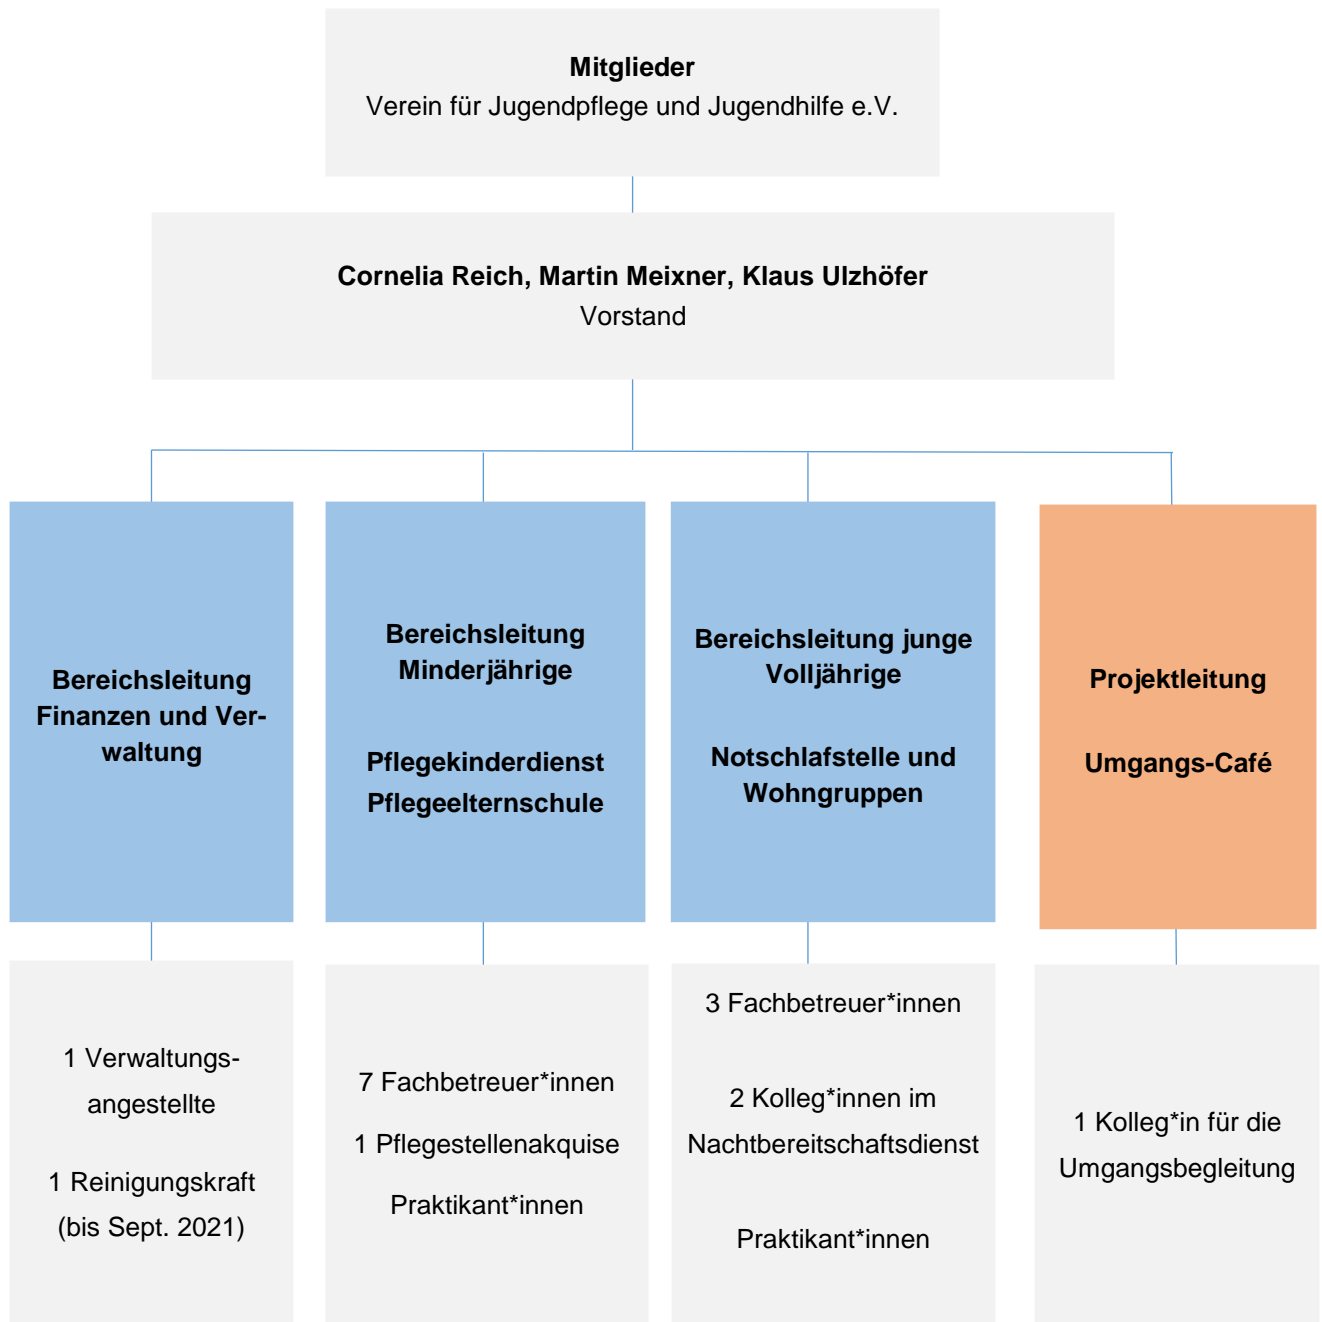 Mitglieder
Verein für Jugendpflege und Jugendhilfe e.V.
Cornelia Reich, Martin Meixner, Klaus Ulzhöfer
Vorstand
Bereichsleitung
Finanzen und Ver-
waltung
Bereichsleitung
Minderjährige
Pflegekinderdienst
Pflegeelternschule
Bereichsleitung junge
Volljährige
Notschlafstelle und
Wohngruppen
Projektleitung
Umgangs-Café
1 Verwaltungs-
angestellte
1 Reinigungskraft
(bis Sept. 2021)
7 Fachbetreuer*innen
1 Pflegestellenakquise
Praktikant*innen
3 Fachbetreuer*innen
2 Kolleg*innen im
Nachtbereitschaftsdienst
Praktikant*innen
1 Kolleg*in für die
Umgangsbegleitung